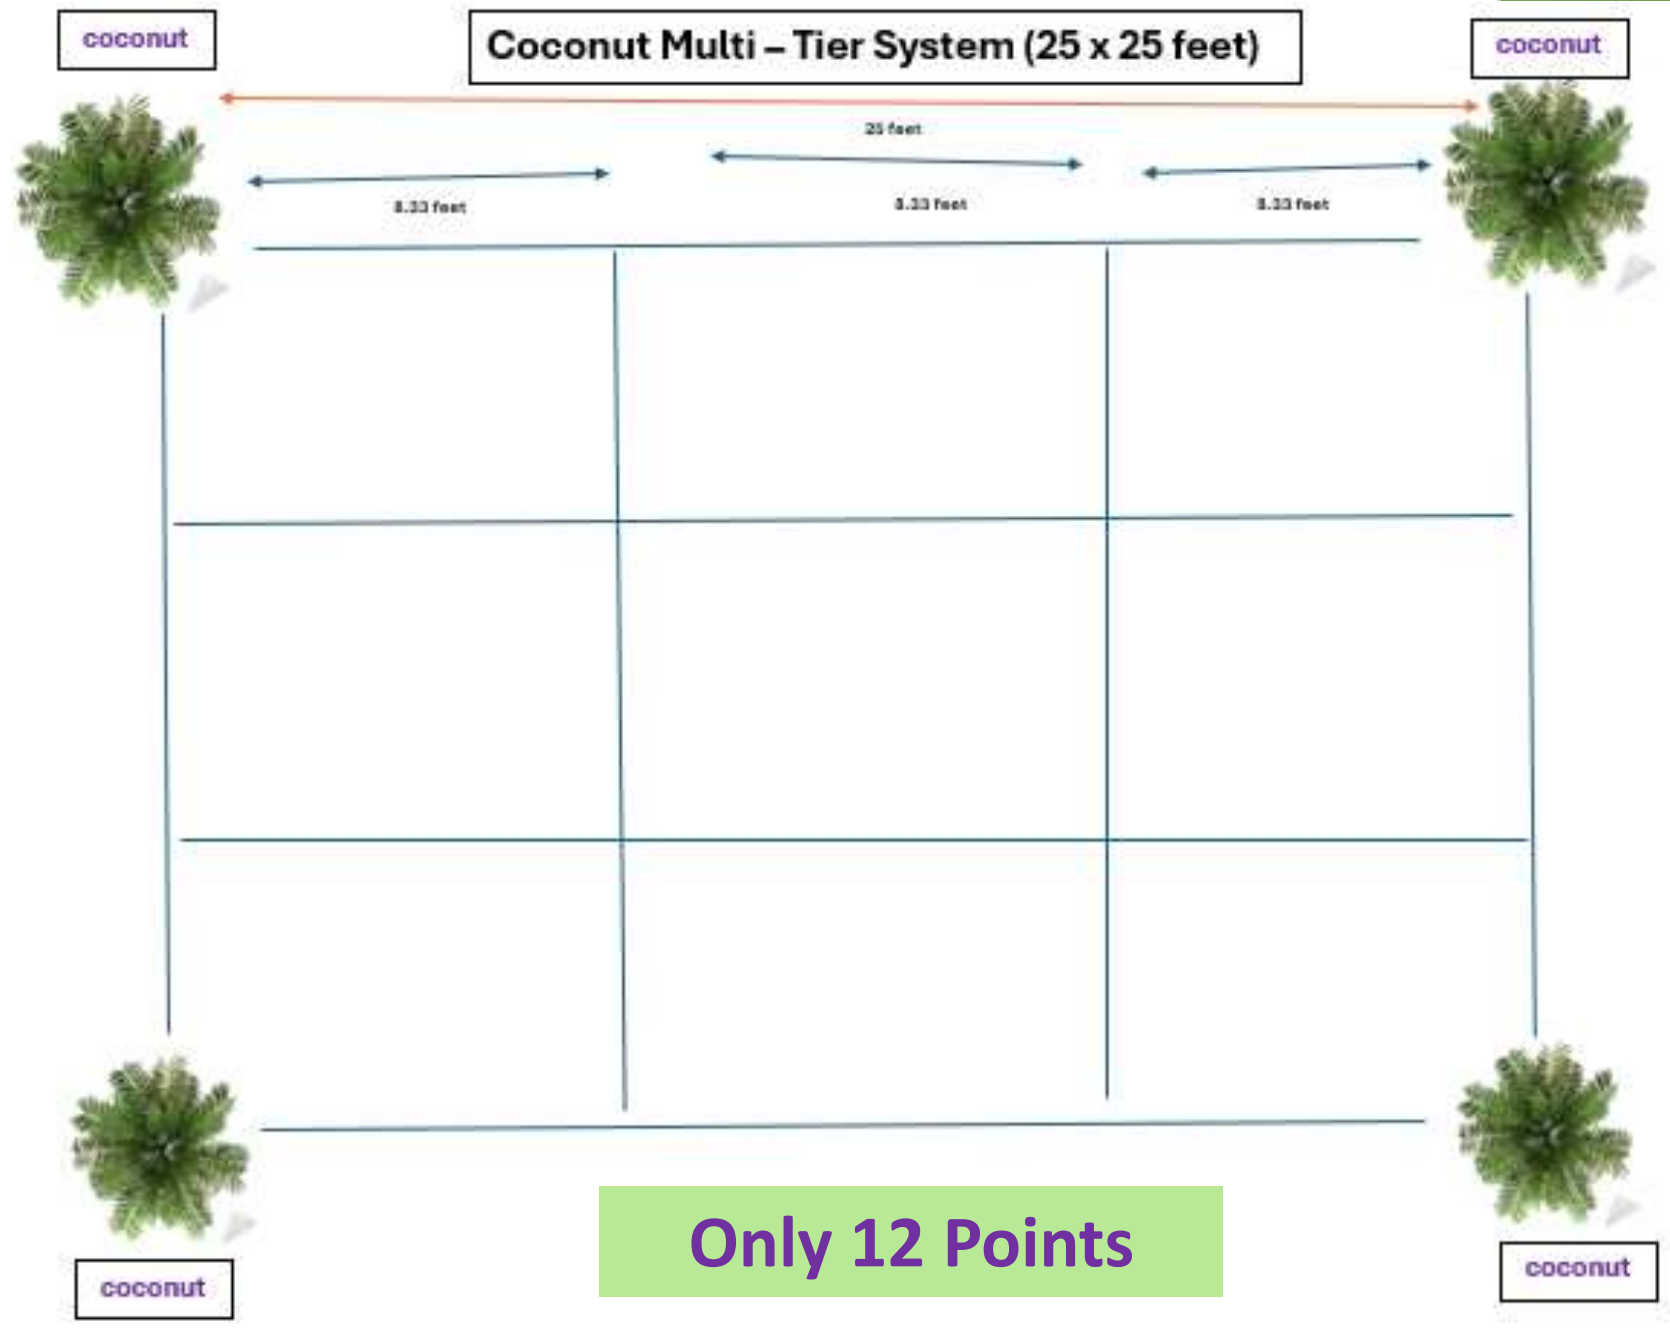 coconut
Coconut Multi – Tier System (25 x 25 feet)
coconut
25 feet
8.33 feet
8.33 feet
8.33 feet
Only 12 Points
coconut
coconut